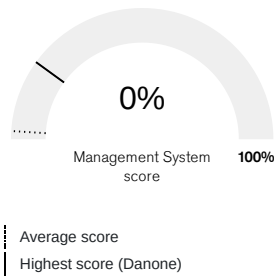 0%
Management System
score
100%
Average score
Highest score (Danone)